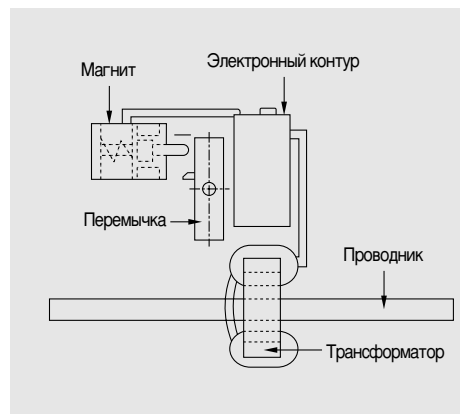 Электронный контур
Магнит
Перемычка
Проводник
Трансформатор